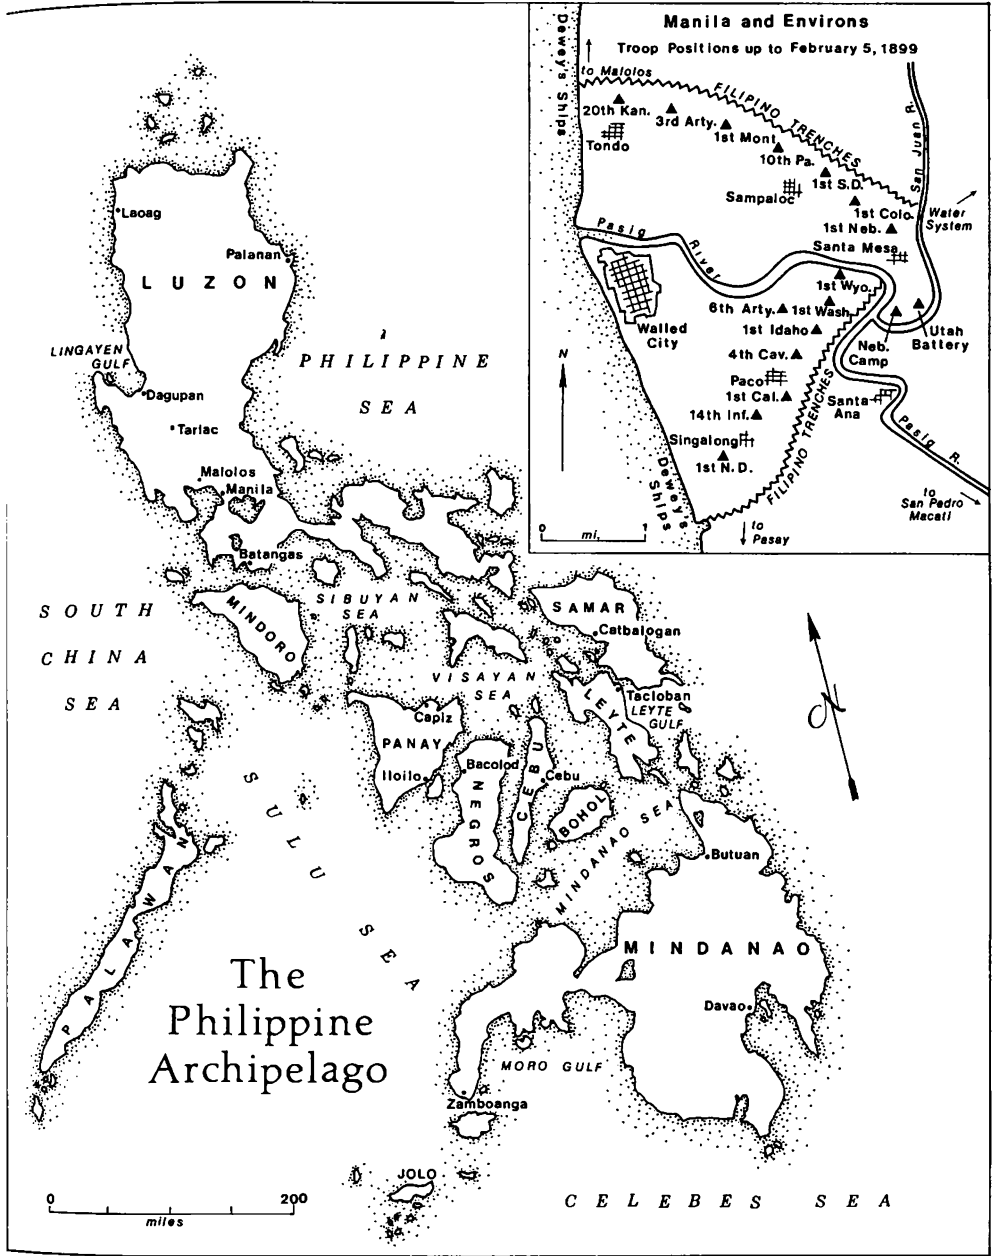 Manila and Environs
Troop Positions up to February 5, 1899
Dewey's Ships
to Malolos
FILIPINO TRENCHES
20th Kan.
3rd Arty.
Tondo
1st Mont.
10th Pa.
1st S.D.
Sampaloc
1st Colo.
1st Neb.
San Juan R.
Water
System
Santa Mesa
Pasig River
1st Wyo.
6th Arty.
1st Wash.
1st Idaho
Walled
City
Utah
Battery
Neb.
Camp
N
4th Cav.
Paco
1st Cal.
Santa
Ana
14th Inf.
Singalong
1st N.D.
FILIPINO TRENCHES
Pasig R.
Dewey's
Ships
to
San Pedro
Macati
to
Pasay
0 1
mi.
Laoag
Palanan
LUZON
LINGAYEN
GULF
PHILIPPINE
SEA
Dagupan
Tarlac
Malolos
Manila
Batangas
SOUTH
CHINA
SEA
MINDORO
SIBUYAN
SEA
SAMAR
Catbalogan
VISAYAN
SEA
Tacloban
LEYTE
GULF
LEYTE
N
Capiz
PANAY
Iloilo
Bacolod
NEGROS
CEBU
Cebu
BOHOL
MINDANAO SEA
Butuan
SULU SEA
PALAWAN
MINDANAO
Davao
The
Philippine
Archipelago
MORO GULF
Zamboanga
JOLO
CELEBES SEA
0 200
miles